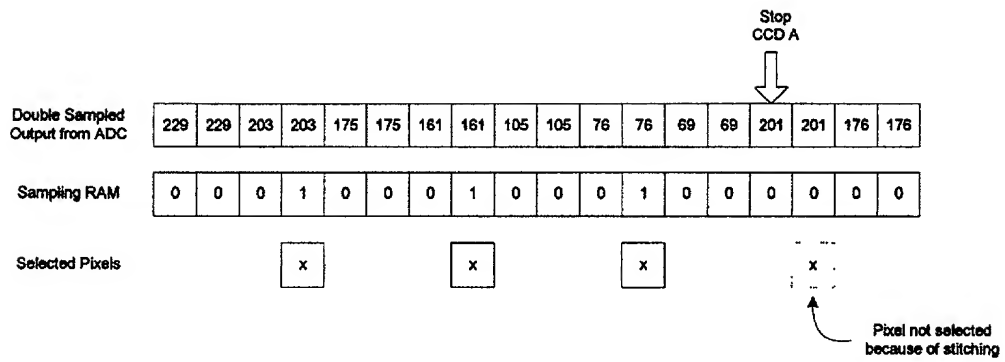 Stop
CCD A
Double Sampled
Output from ADC
229 229 203 203 175 175 161 161 105 105 76 76 69 69 201 201 176 176
Sampling RAM
0 0 0 1 0 0 0 1 0 0 0 1 0 0 0 0 0 0
Selected Pixels
x x x x
Pixel not selected
because of stitching